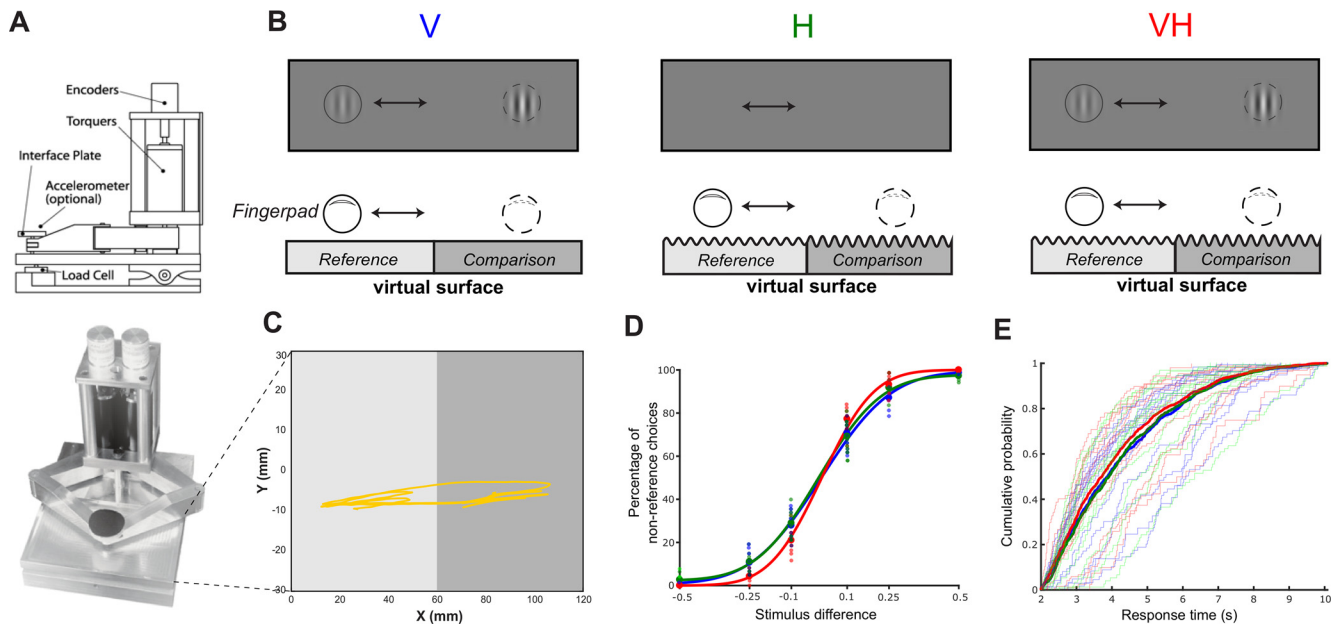 A
Encoders
Torquers
Interface Plate
Accelerometer
(optional)
Load Cell
B
V
H
VH
Fingerpad
Reference
Comparison
virtual surface
Reference
Comparison
virtual surface
Reference
Comparison
virtual surface
C
30
20
10
0
-10
20
-30
Y (mm)
0
20
40
60
80
100
120
X (mm)
D
100
80
60
40
20
0
Percentage of
non-reference choices
-0.5
-0.25
-0.1
0.1
0.25
0.5
Stimulus difference
E
1
0.8
0.6
0.4
0.2
0
Cumulative probability
2
3
4
5
6
7
8
9
10
Response time (s)